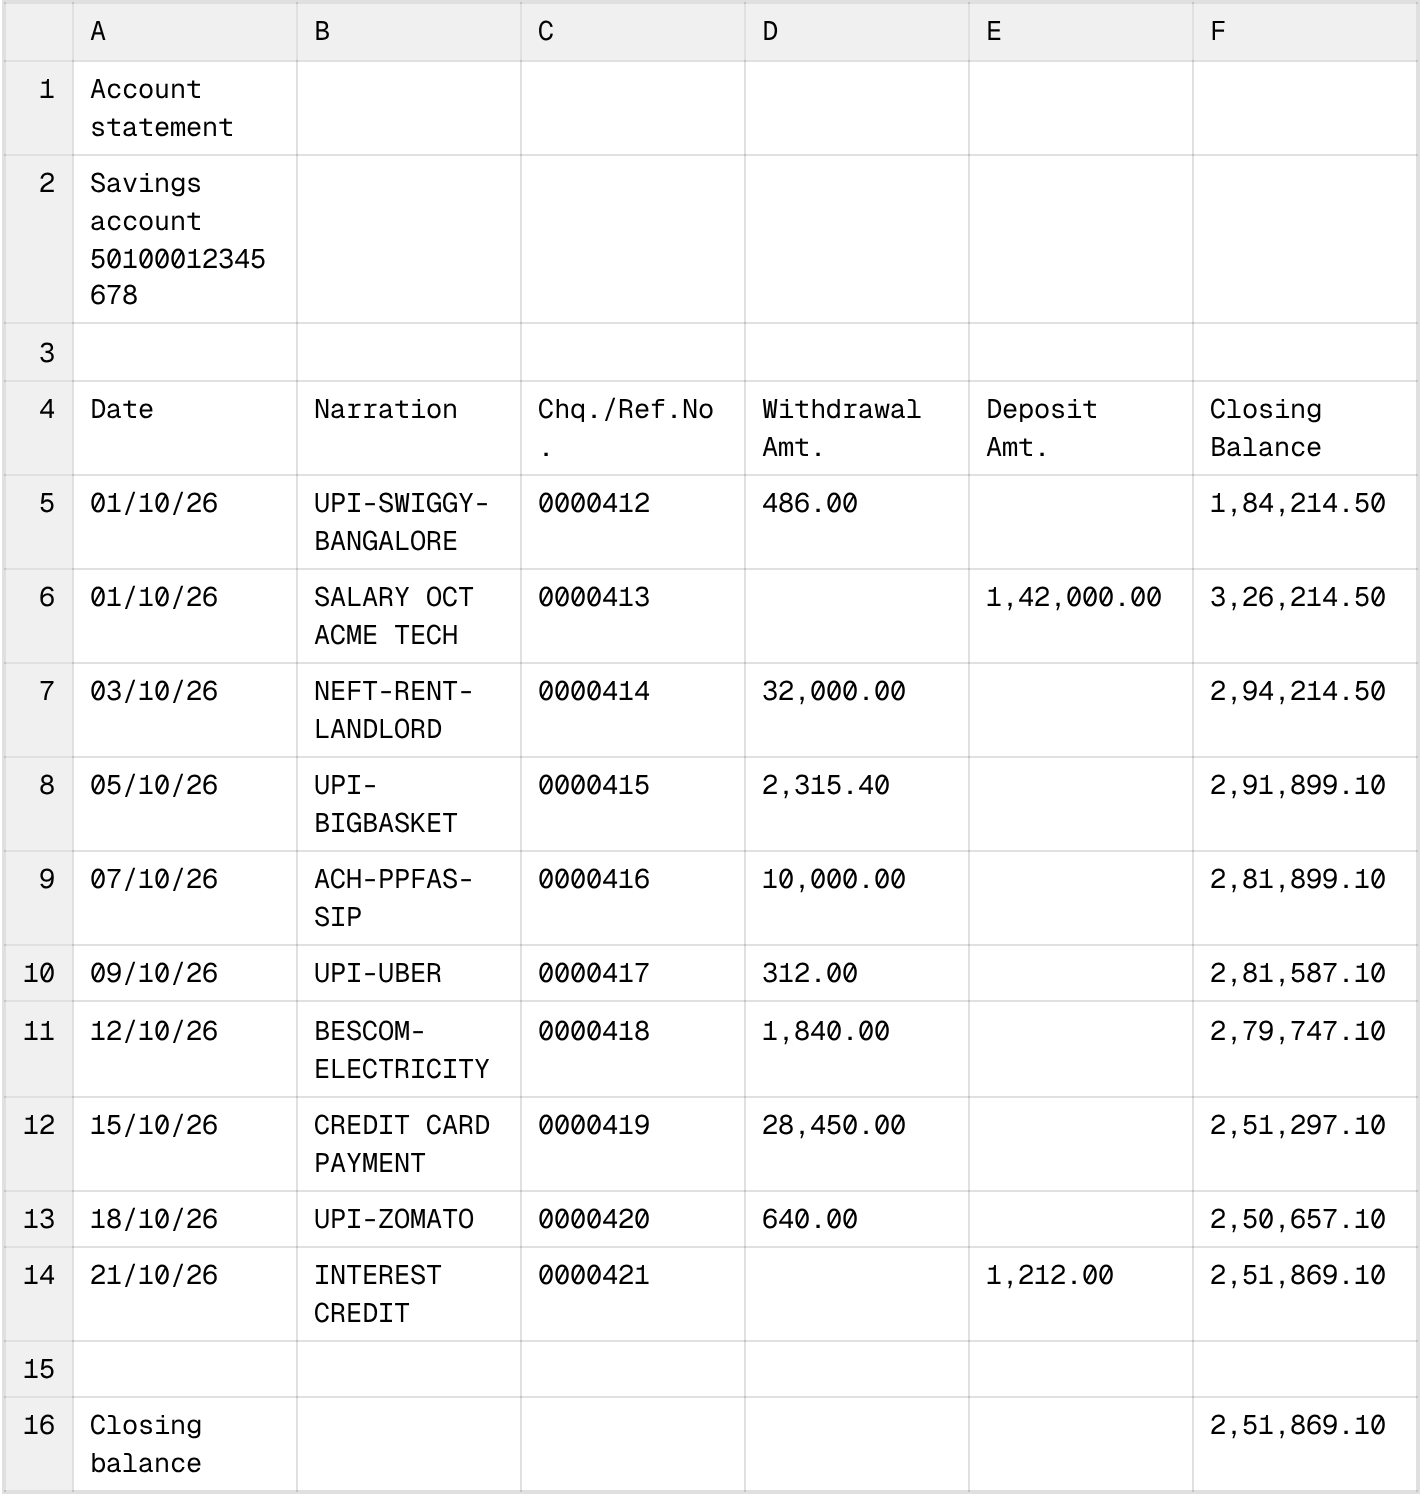 A B C D E F
1 Account statement
2 Savings account 50100012345678
3
4 Date Narration Chq./Ref.No. Withdrawal Amt. Deposit Amt. Closing Balance
5 01/10/26 UPI-SWIGGY-BANGALORE 0000412 486.00 1,84,214.50
6 01/10/26 SALARY OCT ACME TECH 0000413 1,42,000.00 3,26,214.50
7 03/10/26 NEFT-RENT-LANDLORD 0000414 32,000.00 2,94,214.50
8 05/10/26 UPI-BIGBASKET 0000415 2,315.40 2,91,899.10
9 07/10/26 ACH-PPFAS-SIP 0000416 10,000.00 2,81,899.10
10 09/10/26 UPI-UBER 0000417 312.00 2,81,587.10
11 12/10/26 BESCOM-ELECTRICITY 0000418 1,840.00 2,79,747.10
12 15/10/26 CREDIT CARD PAYMENT 0000419 28,450.00 2,51,297.10
13 18/10/26 UPI-ZOMATO 0000420 640.00 2,50,657.10
14 21/10/26 INTEREST CREDIT 0000421 1,212.00 2,51,869.10
15
16 Closing balance 2,51,869.10